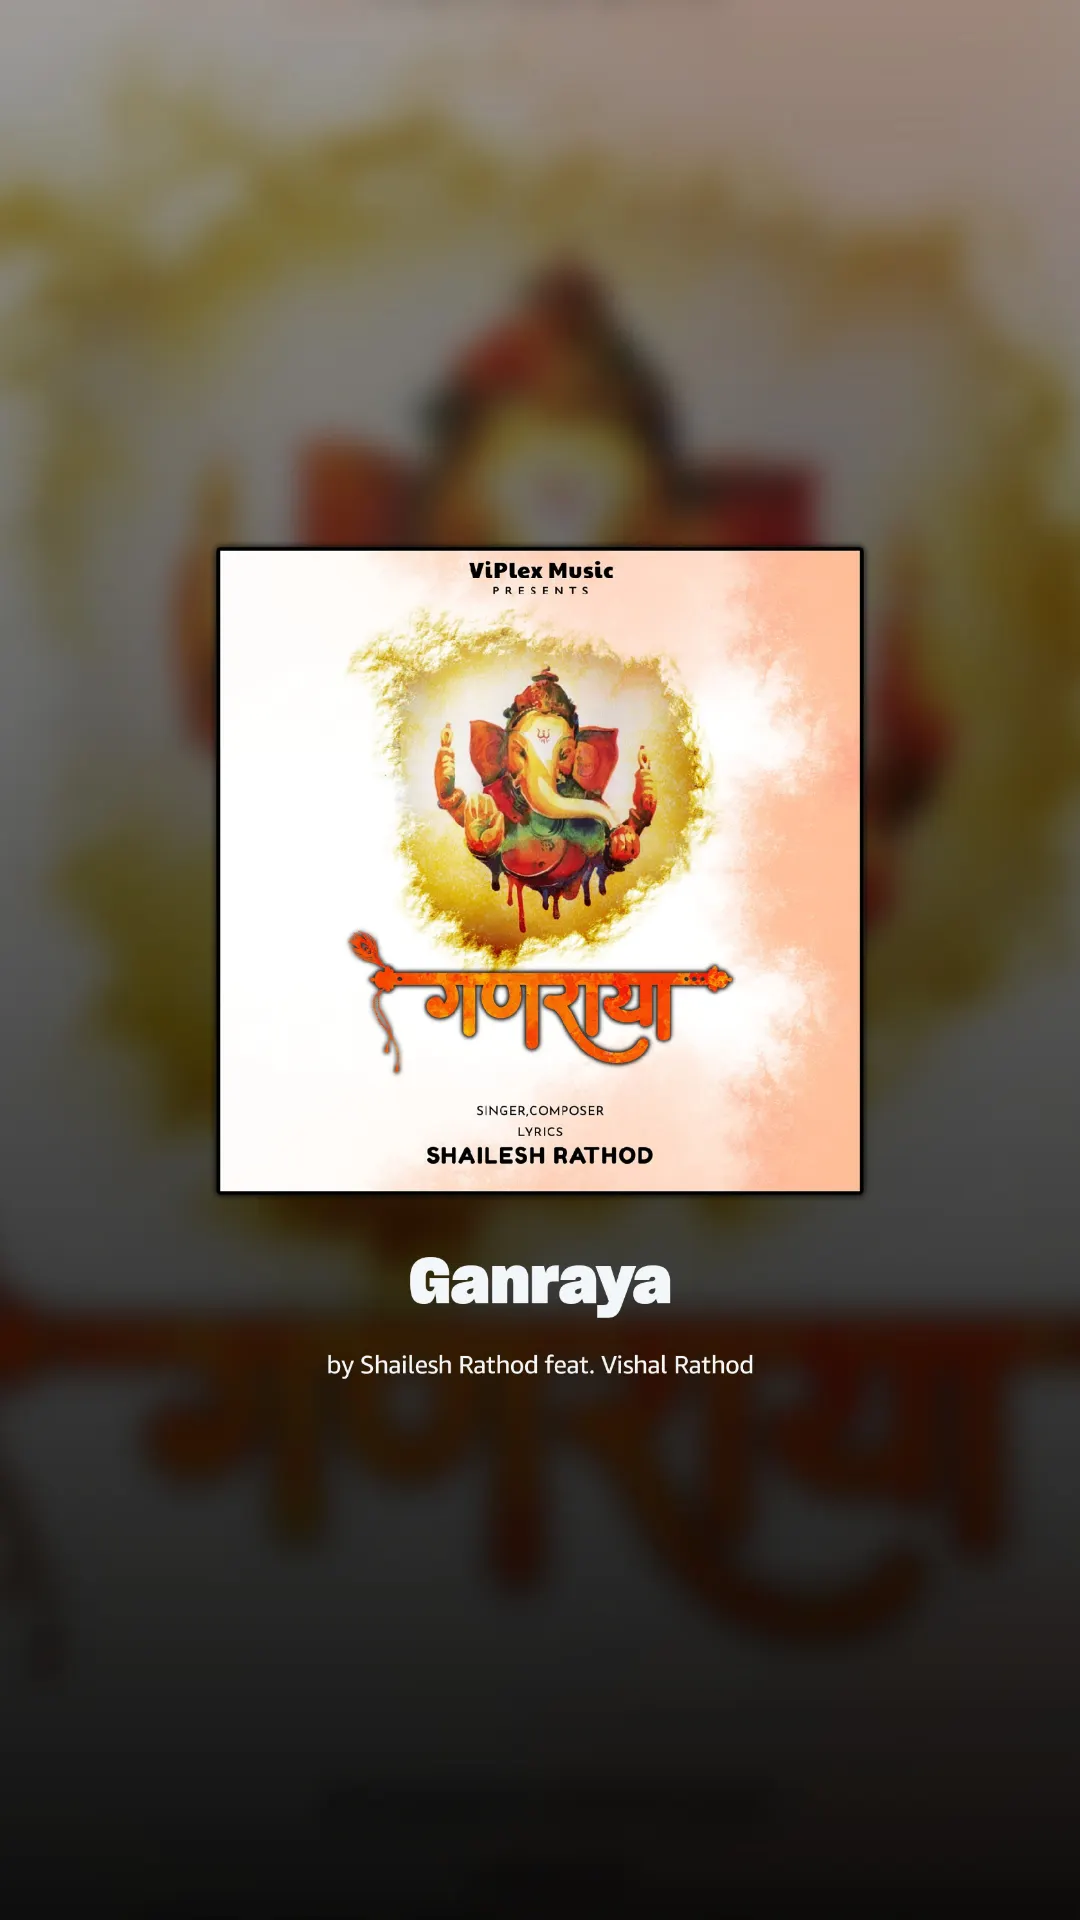 ViPlex Music
PRESENTS
गणराया
SINGER,COMPOSER
LYRICS
SHAILESH RATHOD
Ganraya
by Shailesh Rathod feat. Vishal Rathod